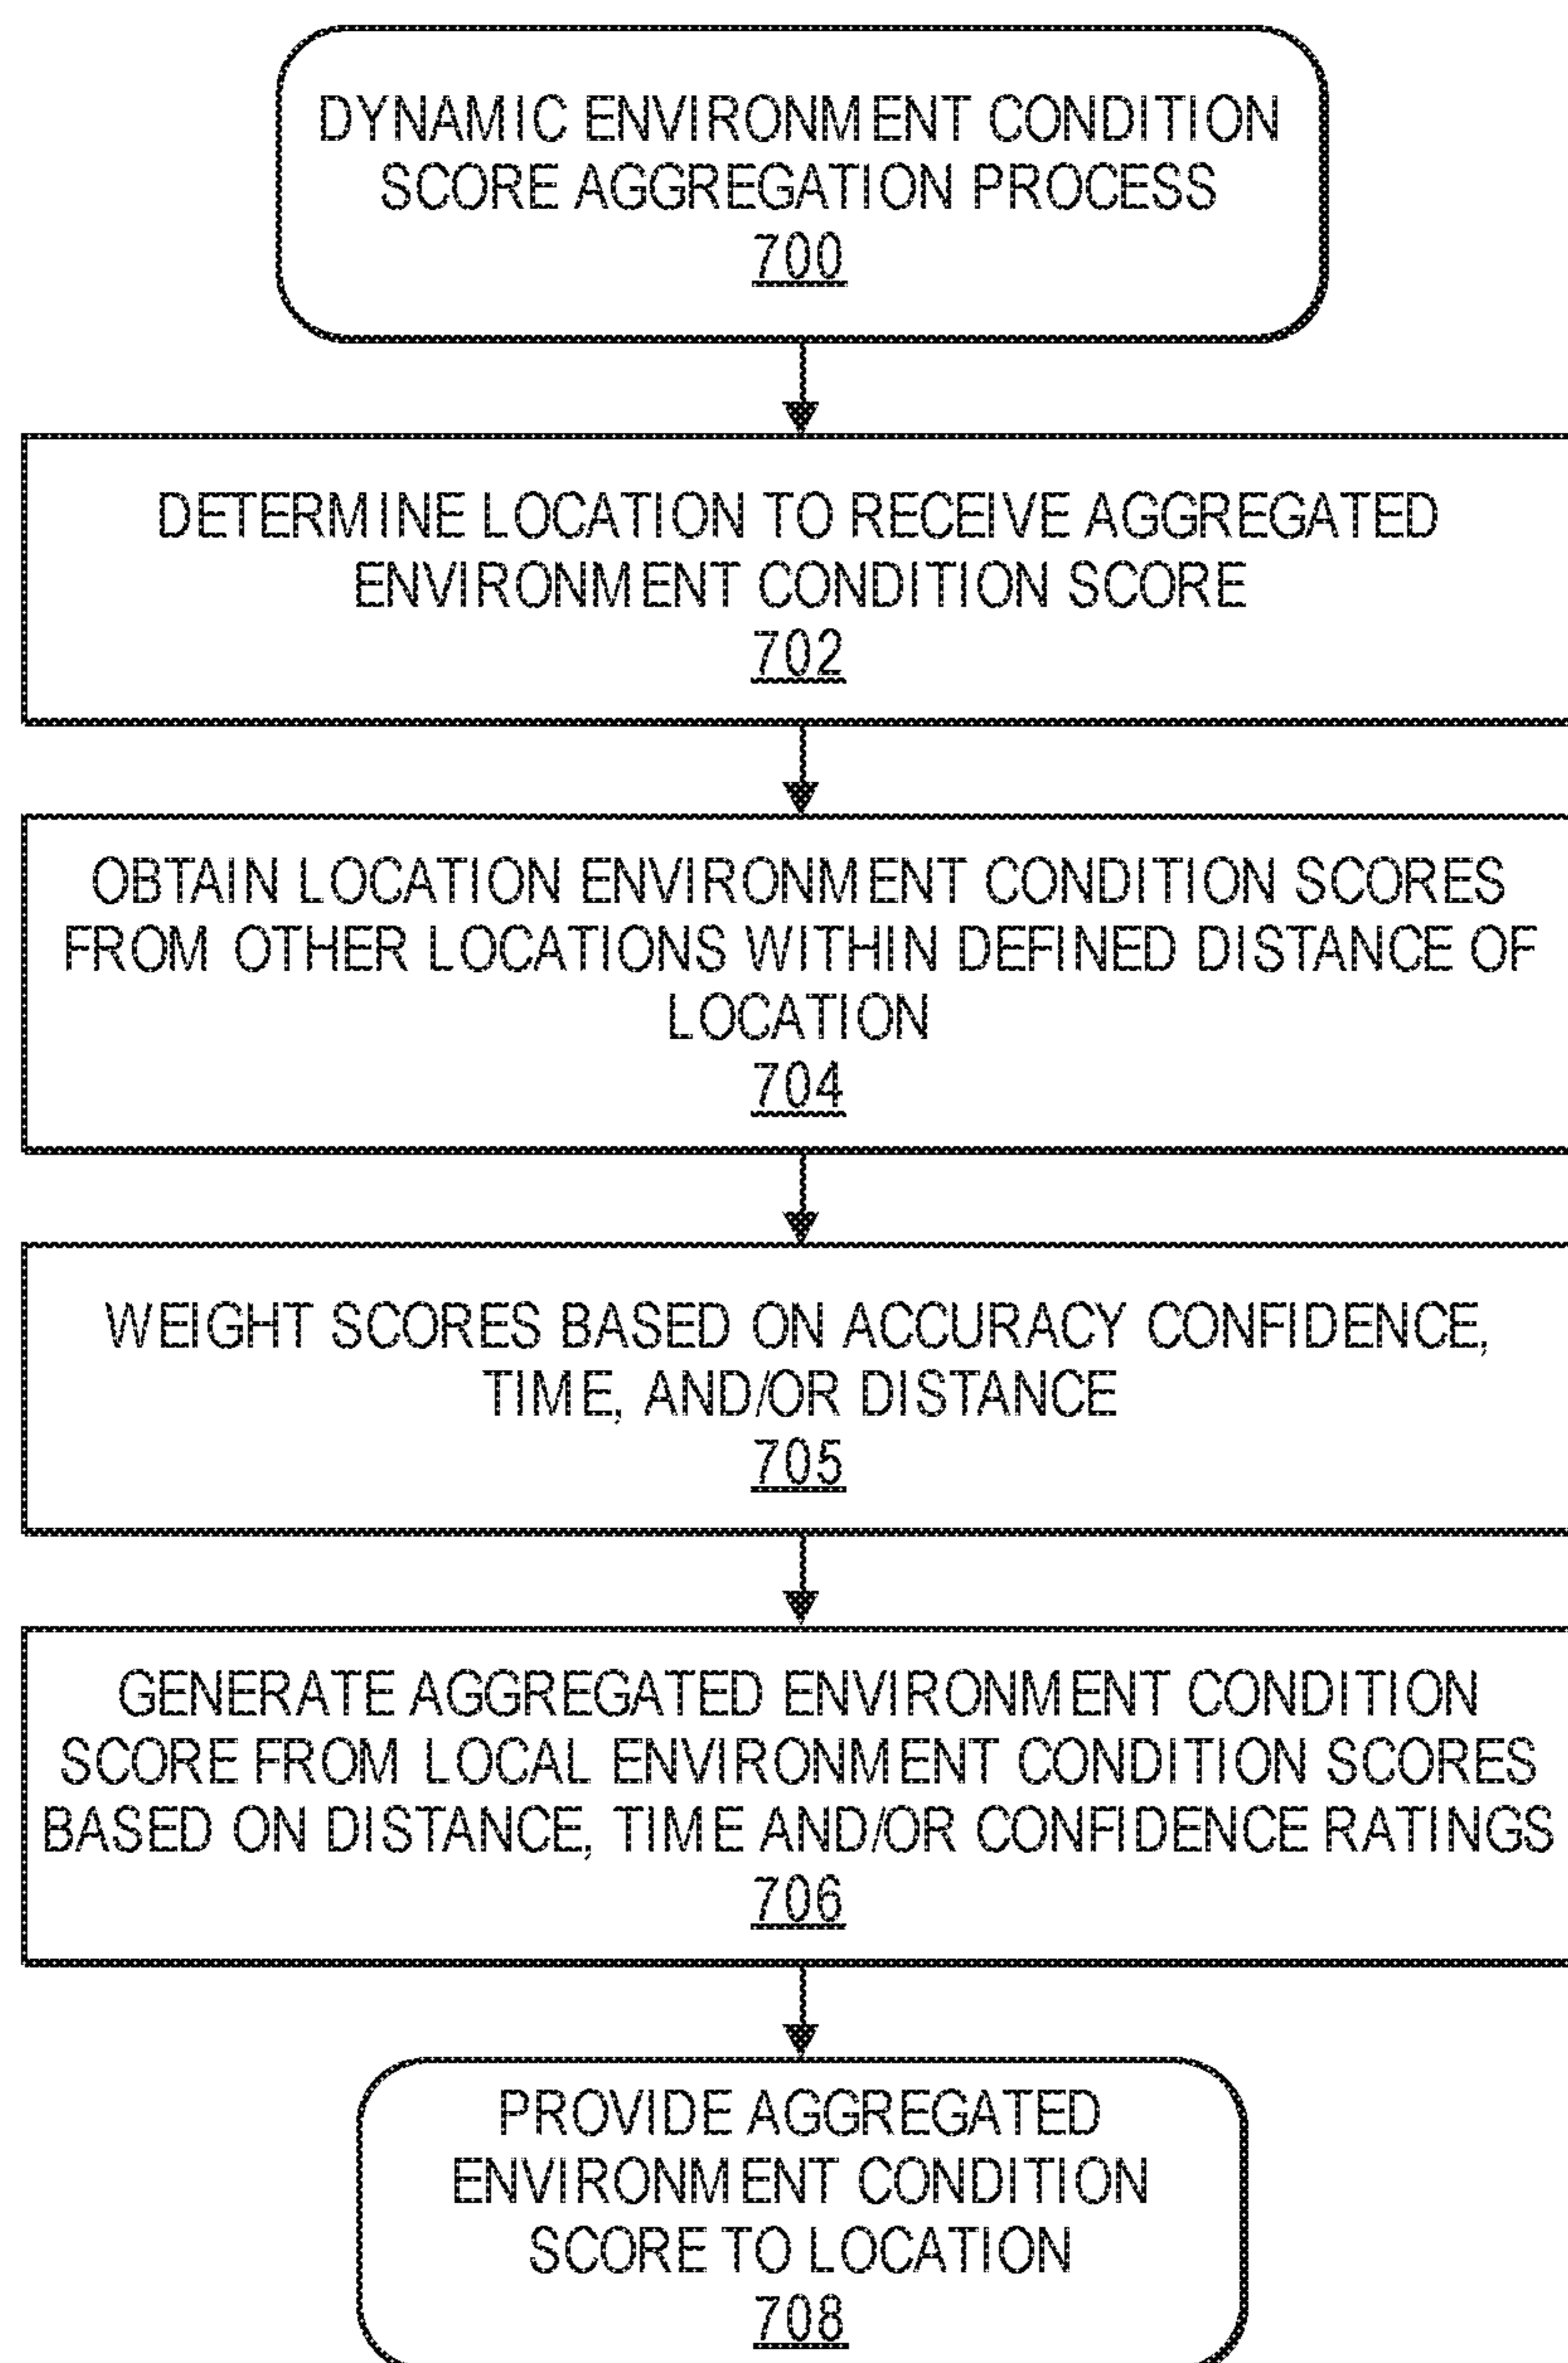 DYNAMIC ENVIRONMENT CONDITION
SCORE AGGREGATION PROCESS
700
DETERMINE LOCATION TO RECEIVE AGGREGATED
ENVIRONMENT CONDITION SCORE
702
OBTAIN LOCATION ENVIRONMENT CONDITION SCORES
FROM OTHER LOCATIONS WITHIN DEFINED DISTANCE OF
LOCATION
704
WEIGHT SCORES BASED ON ACCURACY CONFIDENCE,
TIME, AND/OR DISTANCE
705
GENERATE AGGREGATED ENVIRONMENT CONDITION
SCORE FROM LOCAL ENVIRONMENT CONDITION SCORES
BASED ON DISTANCE, TIME AND/OR CONFIDENCE RATINGS
706
PROVIDE AGGREGATED
ENVIRONMENT CONDITION
SCORE TO LOCATION
708